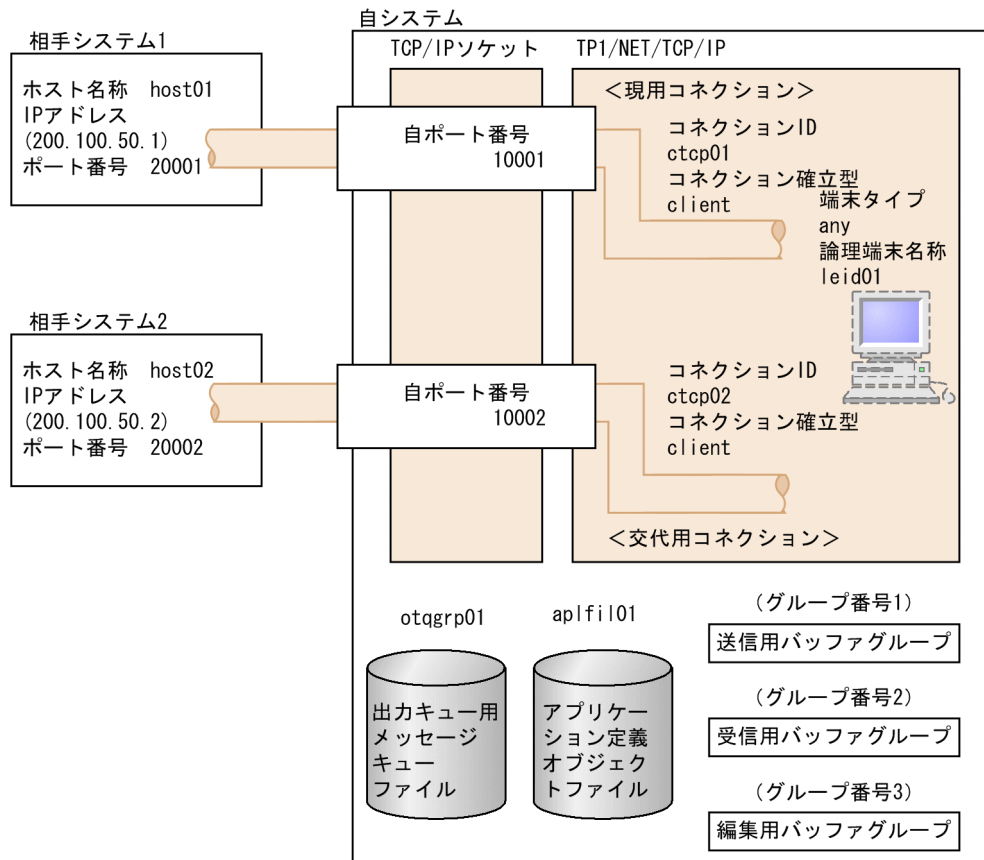 自システム
相手システム1
ホスト名称 host01
IPアドレス
(200.100.50.1)
ポート番号 20001
TCP/IPソケット
TP1/NET/TCP/IP
自ポート番号
10001
＜現用コネクション＞
コネクションID
ctcp01
コネクション確立型
client
端末タイプ
any
論理端末名称
leid01
相手システム2
ホスト名称 host02
IPアドレス
(200.100.50.2)
ポート番号 20002
自ポート番号
10002
コネクションID
ctcp02
コネクション確立型
client
＜交代用コネクション＞
otqgrp01
出力キュー用
メッセージ
キュー
ファイル
aplfil01
アプリケー
ション定義
オブジェク
トファイル
(グループ番号1)
送信用バッファグループ
(グループ番号2)
受信用バッファグループ
(グループ番号3)
編集用バッファグループ